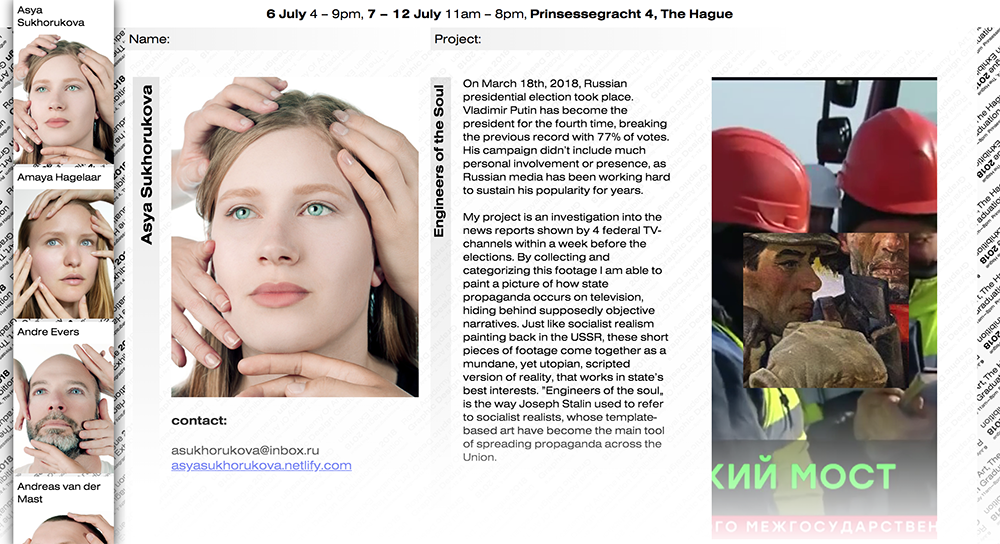 6 July 4 – 9pm, 7 – 12 July 11am – 8pm, Prinsessegracht 4, The Hague
Asya
Sukhorukova
Amaya Hagelaar
Andre Evers
Andreas van der
Mast
Name:
Project:
Asya Sukhorukova
contact:
asukhorukova@inbox.ru
asyasukhorukova.netlify.com
Engineers of the Soul
On March 18th, 2018, Russian
presidential election took place.
Vladimir Putin has become the
president for the fourth time, breaking
the previous record with 77% of votes.
His campaign didn't include much
personal involvement or presence, as
Russian media has been working hard
to sustain his popularity for years.
My project is an investigation into the
news reports shown by 4 federal TV-
channels within a week before the
elections. By collecting and
categorizing this footage I am able to
paint a picture of how state
propaganda occurs on television,
hiding behind supposedly objective
narratives. Just like socialist realism
painting back in the USSR, these short
pieces of footage come together as a
mundane, yet utopian, scripted
version of reality, that works in state's
best interests. "Engineers of the soul„
is the way Joseph Stalin used to refer
to socialist realists, whose template-
based art have become the main tool
of spreading propaganda across the
Union.
КИЙ МОСТ
ГО МЕЖГОСУДАРСТВЕН